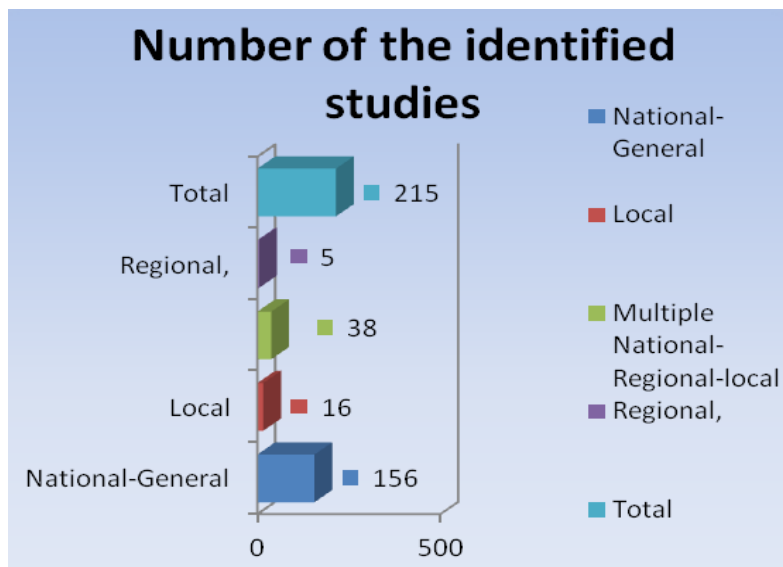 Number of the identified
studies
Total
215
Regional,
5
38
Local
16
National-General
156
0
500
National-
General
Local
Multiple
National-
Regional-local
Regional,
Total